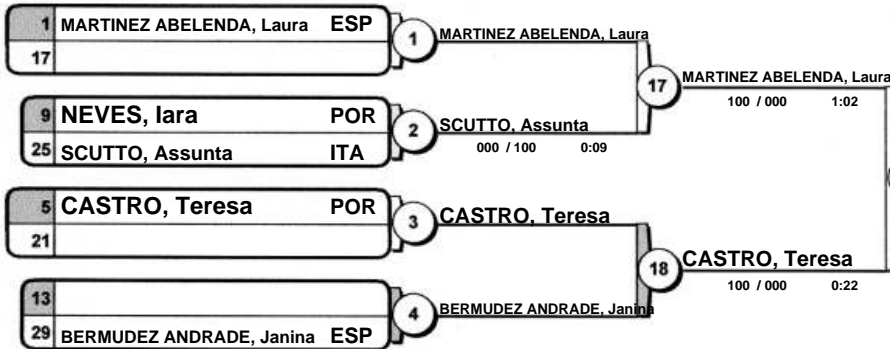 1 MARTINEZ ABELENDA, Laura ESP
17
1
MARTINEZ ABELENDA, Laura
9 NEVES, Iara POR
25 SCUTTO, Assunta ITA
2
SCUTTO, Assunta
000 / 100 0:09
17
MARTINEZ ABELENDA, Laura
100 / 000 1:02
5 CASTRO, Teresa POR
21
3
CASTRO, Teresa
13
29 BERMUDEZ ANDRADE, Janina ESP
4
BERMUDEZ ANDRADE, Janina
18
CASTRO, Teresa
100 / 000 0:22